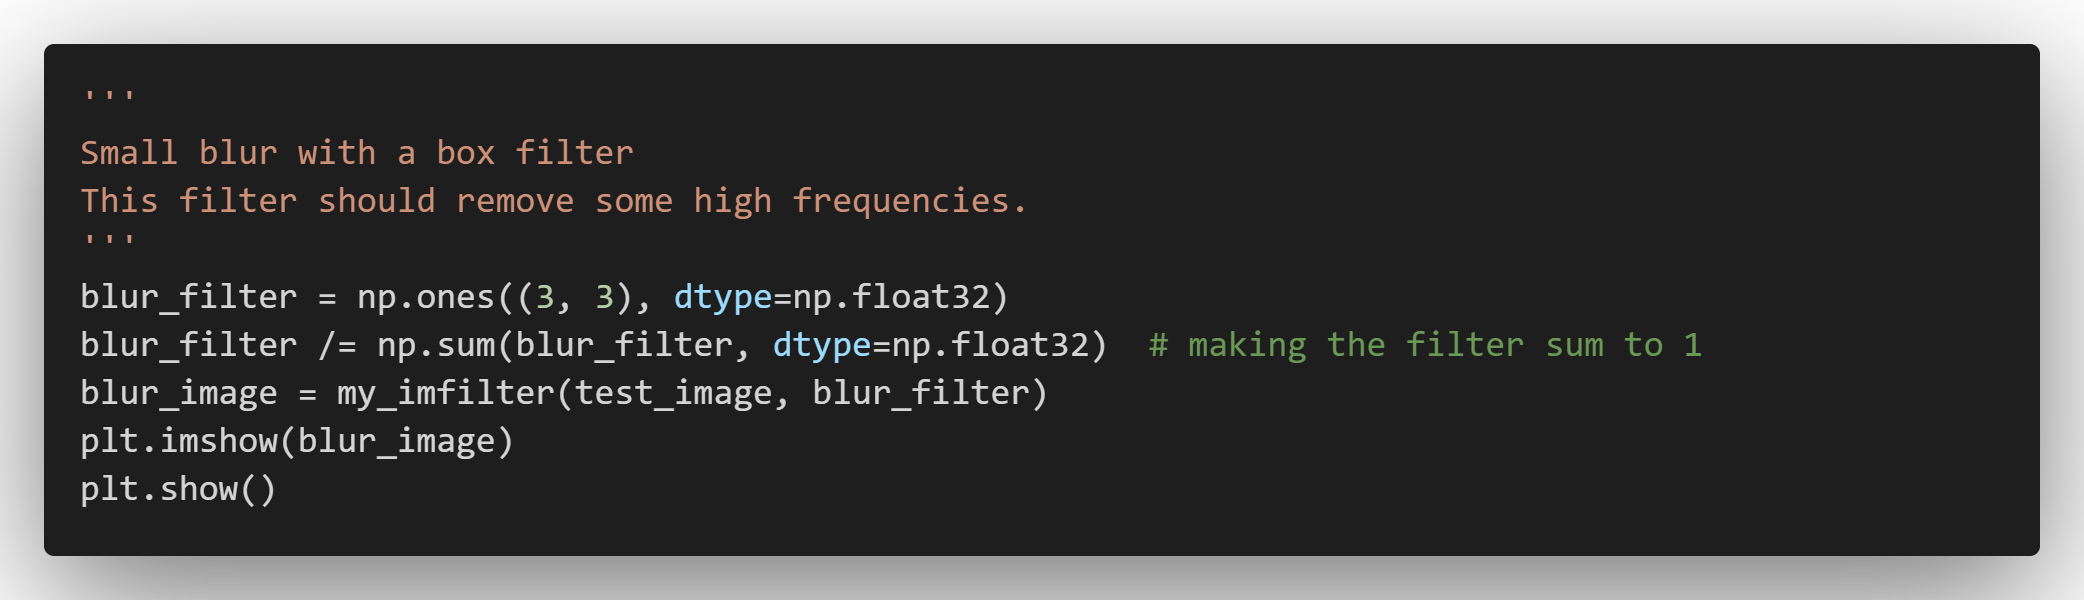 '''
Small blur with a box filter
This filter should remove some high frequencies.
'''
blur_filter = np.ones((3, 3), dtype=np.float32)
blur_filter /= np.sum(blur_filter, dtype=np.float32)  # making the filter sum to 1
blur_image = my_imfilter(test_image, blur_filter)
plt.imshow(blur_image)
plt.show()